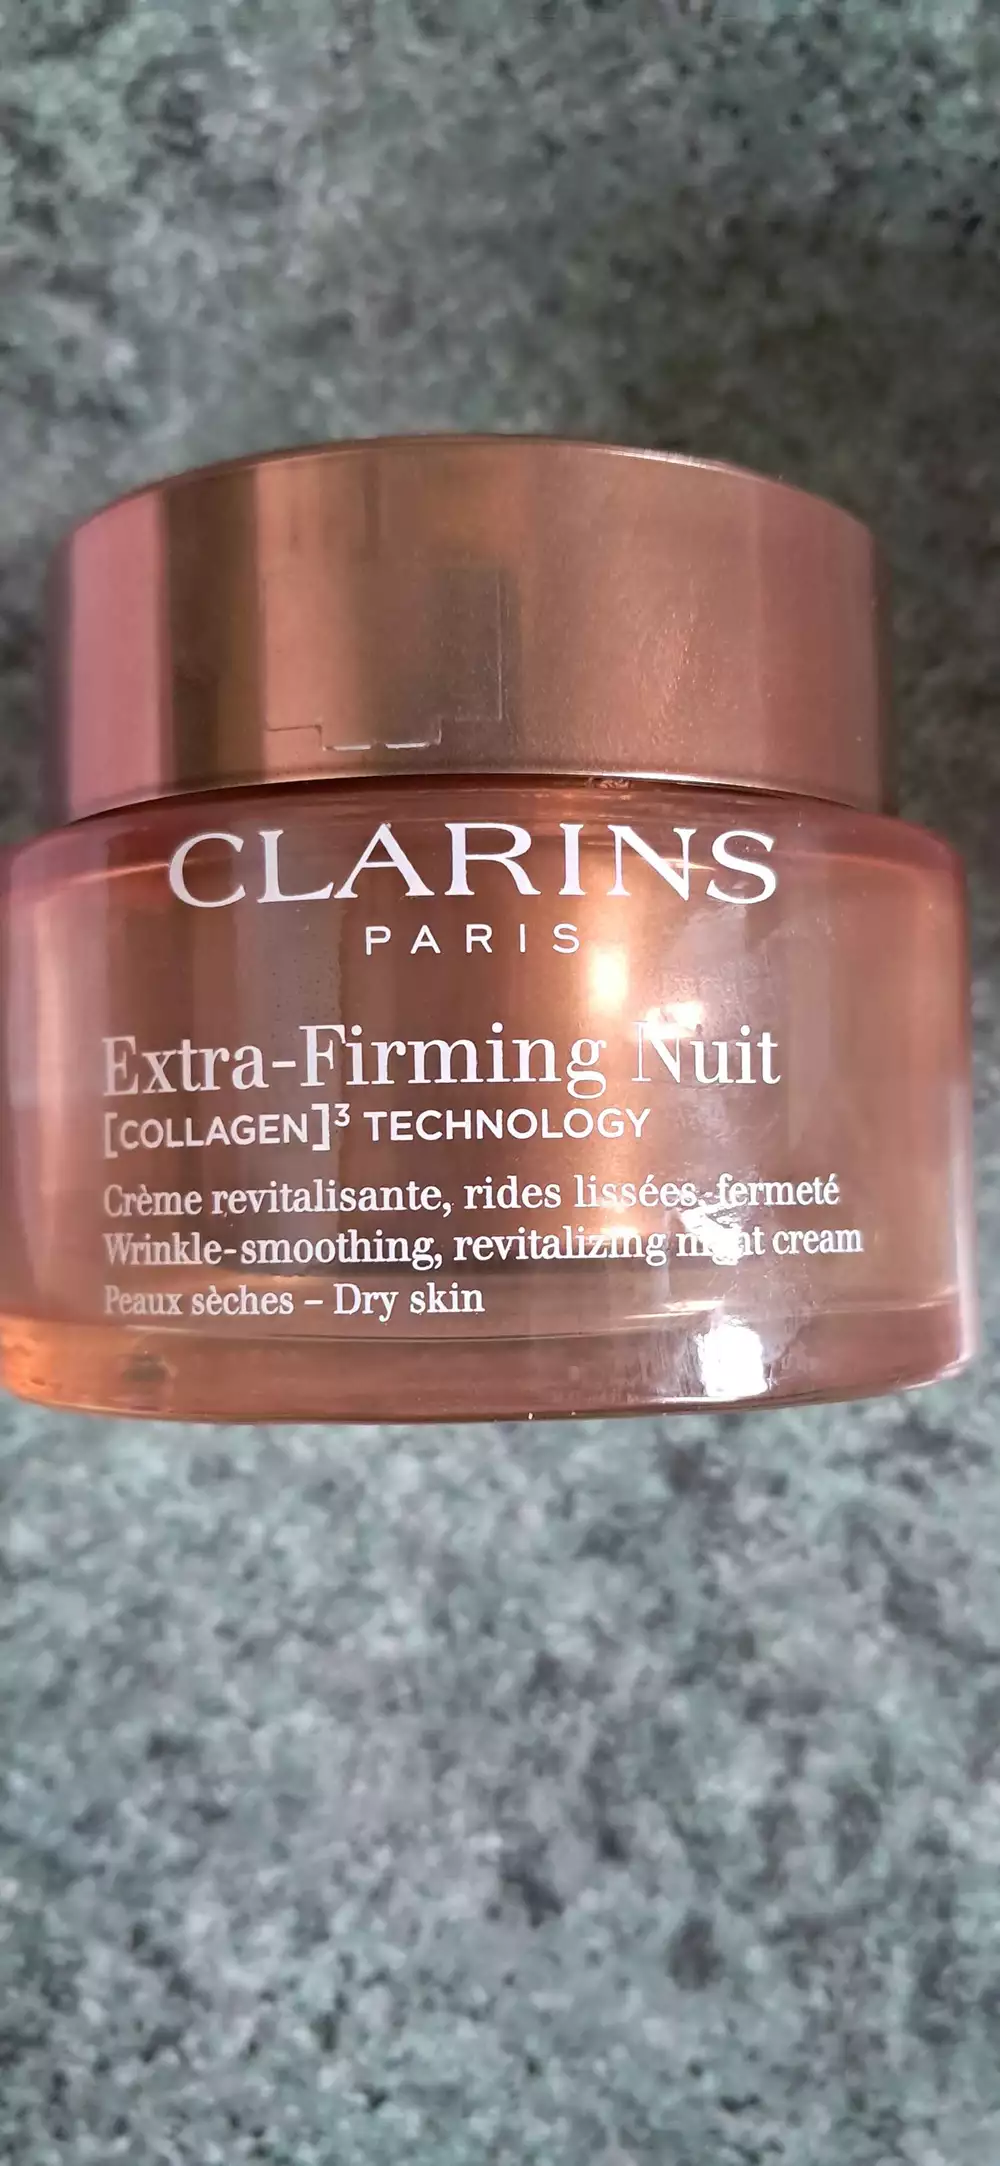 CLARINS
PARIS
Extra-Firming Nuit
[COLLAGEN]³ TECHNOLOGY
Crème revitalisante, rides lissées, fermeté
Wrinkle-smoothing, revitalizing night cream
Peaux sèches – Dry skin